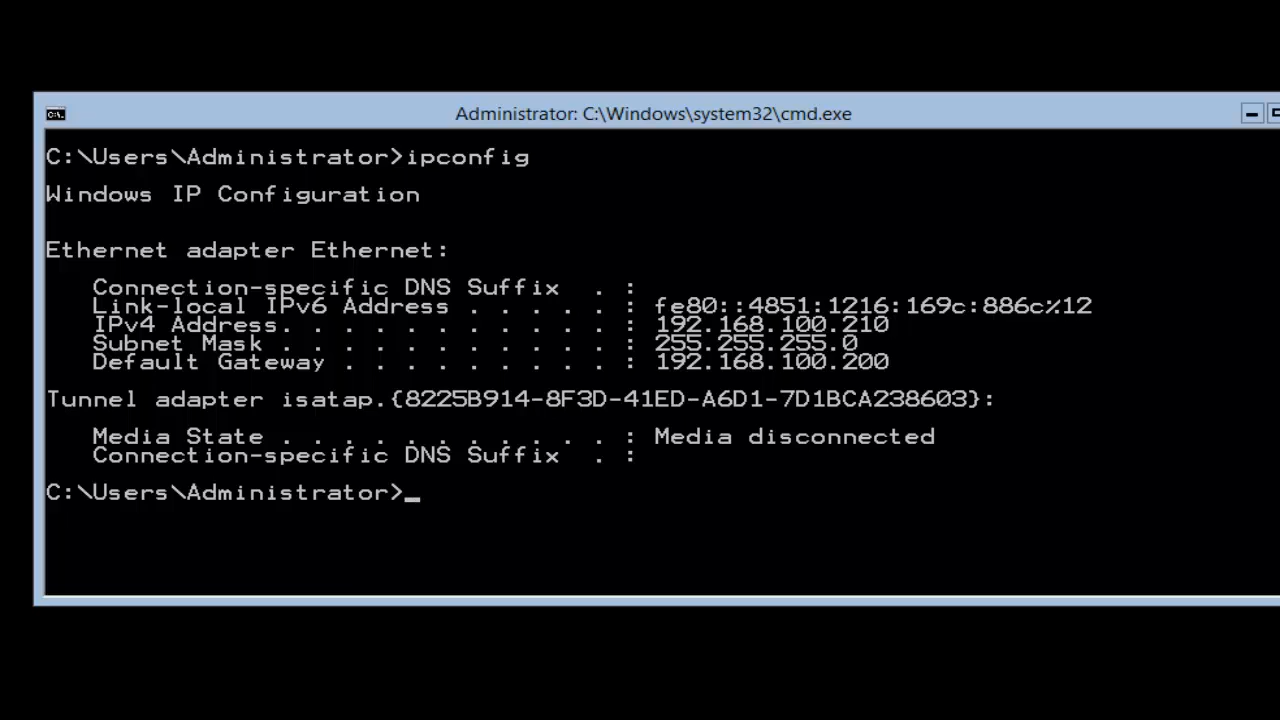 Administrator: C:\Windows\system32\cmd.exe
C:\Users\Administrator>ipconfig
Windows IP Configuration
Ethernet adapter Ethernet:
Connection-specific DNS Suffix  . :
Link-local IPv6 Address . . . . . : fe80::4851:1216:169c:886c%12
IPv4 Address. . . . . . . . . . . : 192.168.100.210
Subnet Mask . . . . . . . . . . . : 255.255.255.0
Default Gateway . . . . . . . . . : 192.168.100.200
Tunnel adapter isatap.{8225B914-8F3D-41ED-A6D1-7D1BCA238603}:
Media State . . . . . . . . . . . : Media disconnected
Connection-specific DNS Suffix  . :
C:\Users\Administrator>_